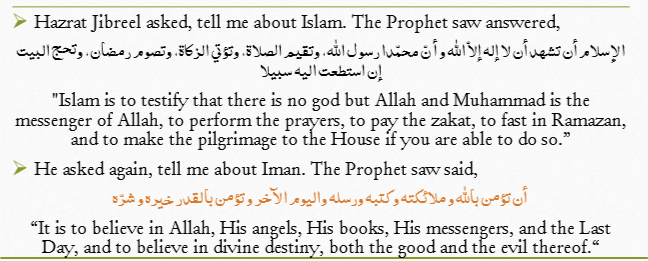 ➢ Hazrat Jibreel asked, tell me about Islam. The Prophet saw answered,
الإسلام أن تشهد أن لا إله إلاّ الله و أنّ محمّدا رسول الله، وتقيم الصلاة، وتؤتي الزكاة، وتصوم رمضان، وتحج البيت
إن استطعت اليه سبيلا
"Islam is to testify that there is no god but Allah and Muhammad is the
messenger of Allah, to perform the prayers, to pay the zakat, to fast in Ramazan,
and to make the pilgrimage to the House if you are able to do so.”
➢ He asked again, tell me about Iman. The Prophet saw said,
أن تؤمن بالله و ملائكته و كتبه ورسله واليوم الآخر و تؤمن بالقدر خيره و شرّه
“It is to believe in Allah, His angels, His books, His messengers, and the Last
Day, and to believe in divine destiny, both the good and the evil thereof.“